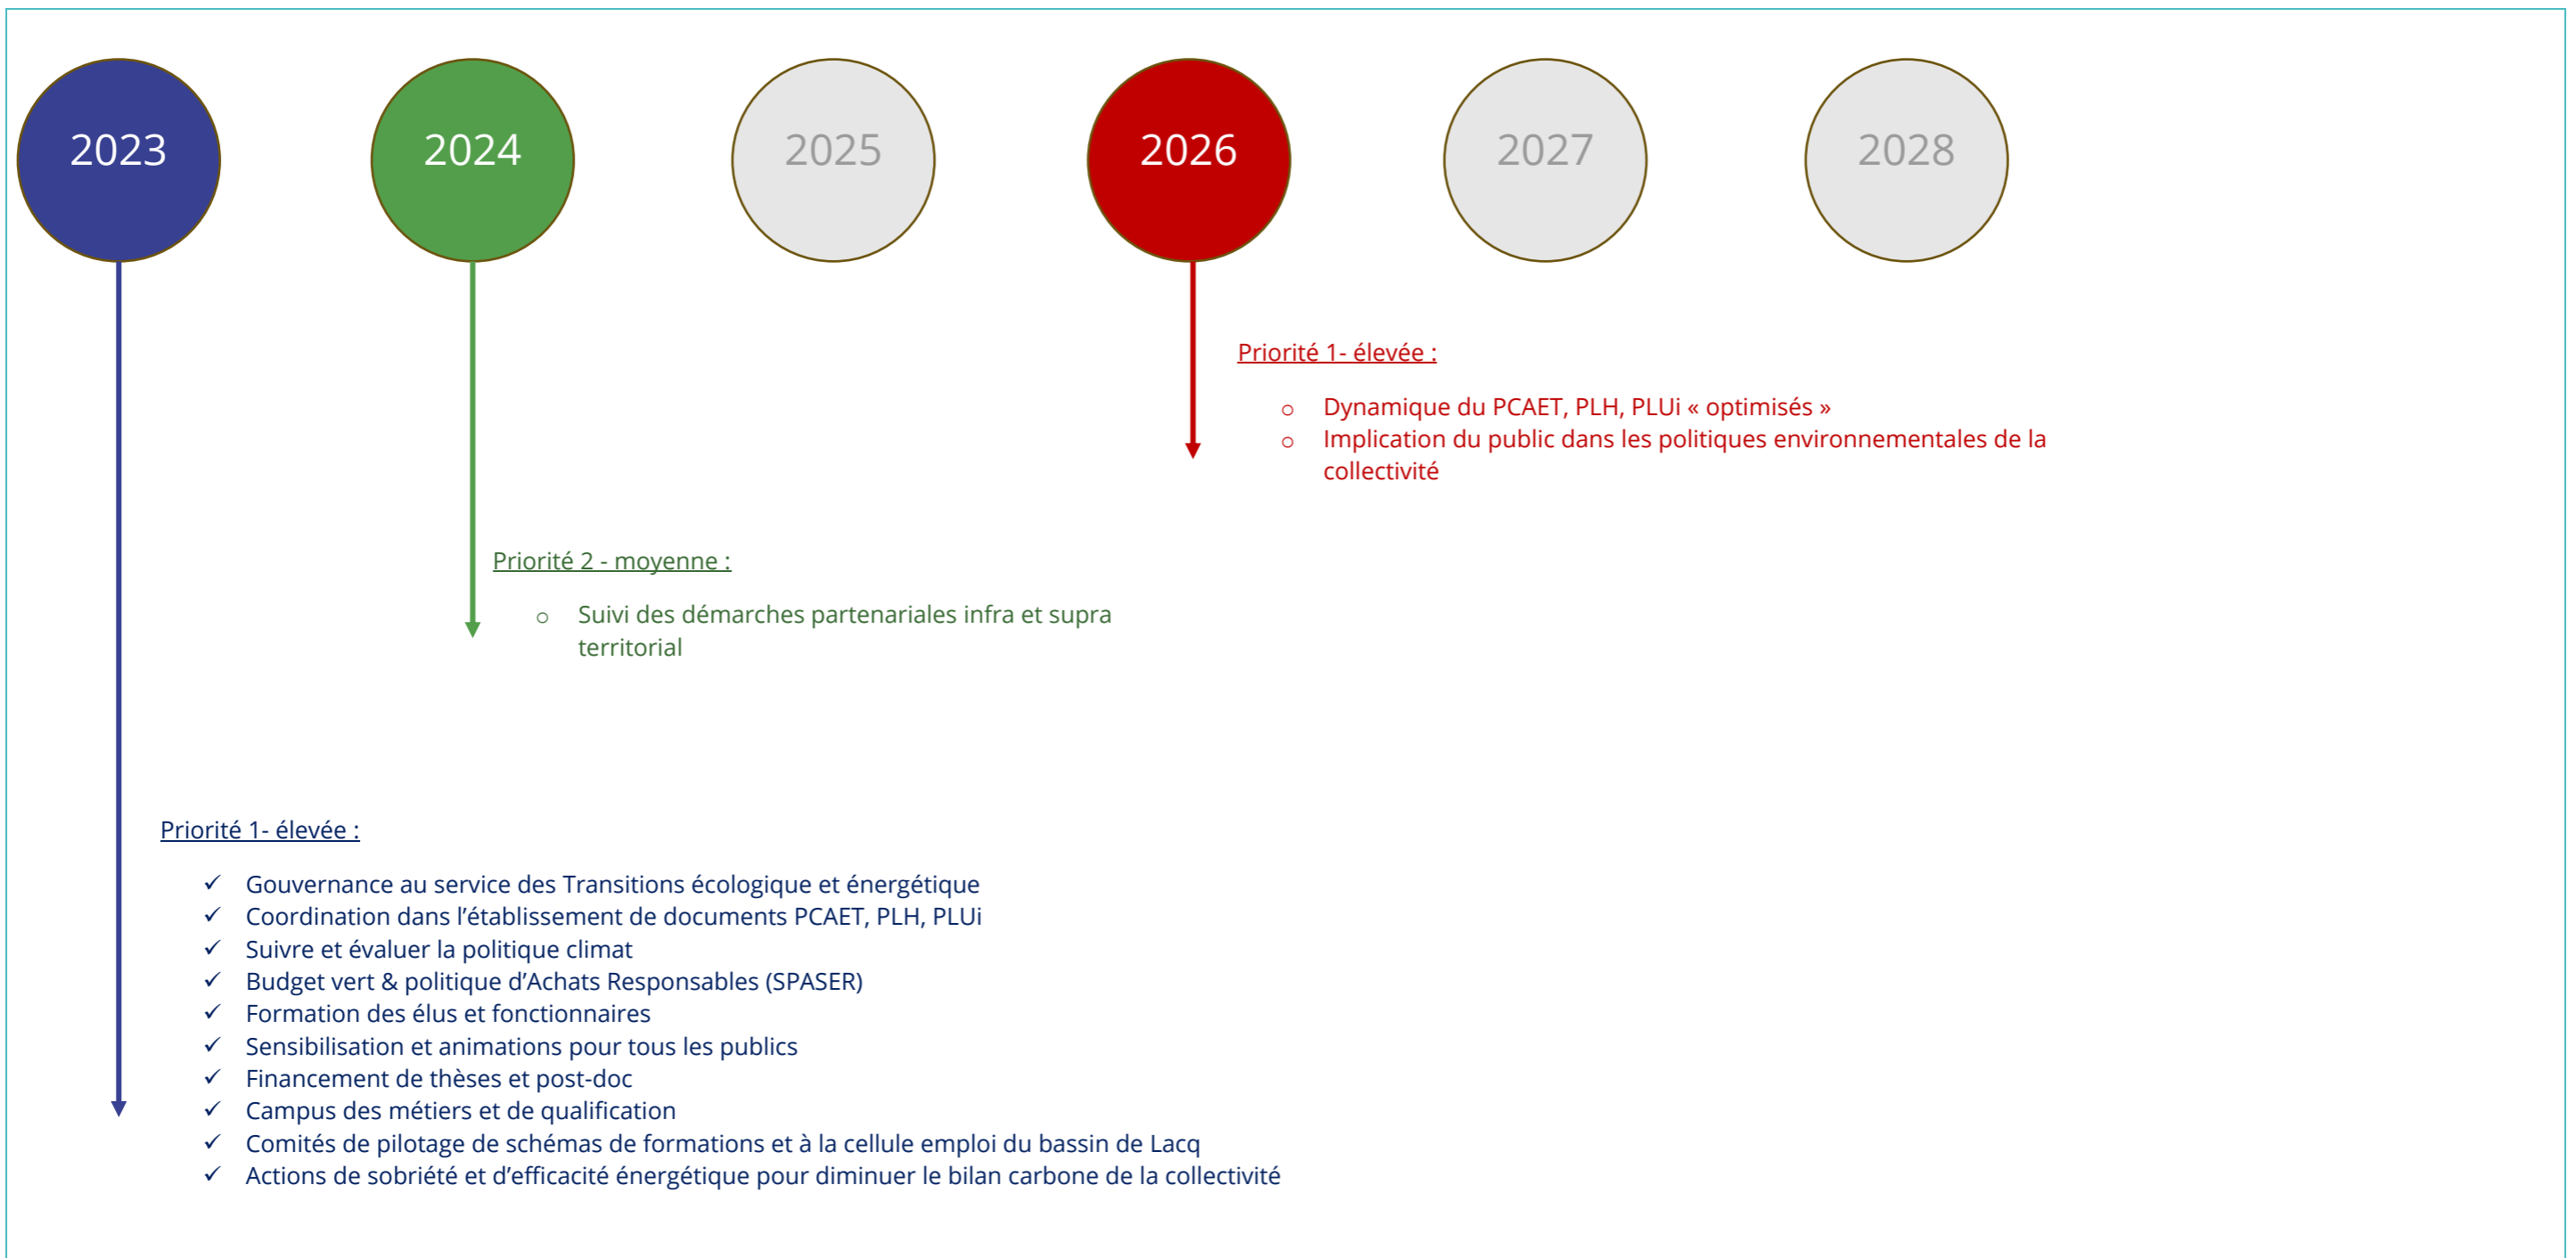 2023
2024
2025
2026
2027
2028
Priorité 1- élevée :
o Dynamique du PCAET, PLH, PLUi « optimisés »
o Implication du public dans les politiques environnementales de la
collectivité
Priorité 2 - moyenne :
o Suivi des démarches partenariales infra et supra
territorial
Priorité 1- élevée :
✓ Gouvernance au service des Transitions écologique et énergétique
✓ Coordination dans l’établissement de documents PCAET, PLH, PLUi
✓ Suivre et évaluer la politique climat
✓ Budget vert & politique d’Achats Responsables (SPASER)
✓ Formation des élus et fonctionnaires
✓ Sensibilisation et animations pour tous les publics
✓ Financement de thèses et post-doc
✓ Campus des métiers et de qualification
✓ Comités de pilotage de schémas de formations et à la cellule emploi du bassin de Lacq
✓ Actions de sobriété et d’efficacité énergétique pour diminuer le bilan carbone de la collectivité